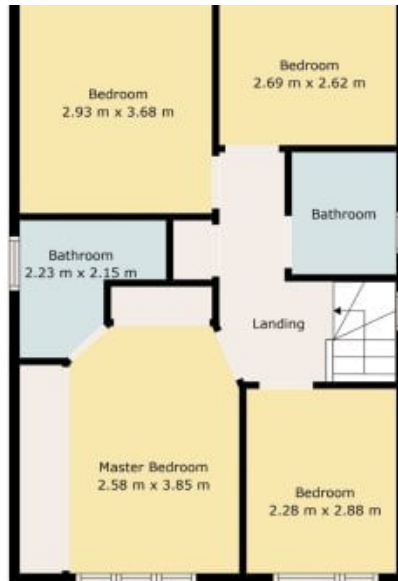 Bedroom
2.93 m x 3.68 m
Bedroom
2.69 m x 2.62 m
Bathroom
Bathroom
2.23 m x 2.15 m
Landing
Master Bedroom
2.58 m x 3.85 m
Bedroom
2.28 m x 2.88 m